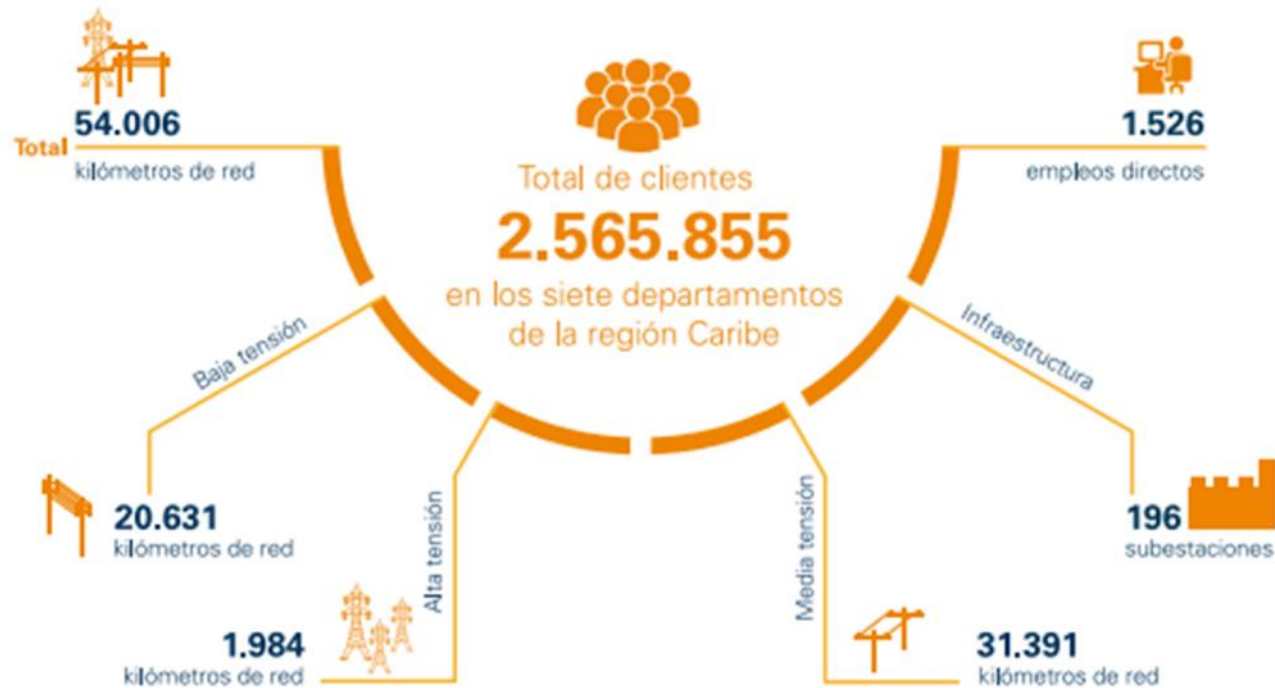 54.006
Total
kilómetros de red
Total de clientes
2.565.855
en los siete departamentos
de la región Caribe
1.526
empleos directos
Baja tensión
20.631
kilómetros de red
Alta tensión
1.984
kilómetros de red
Media tensión
31.391
kilómetros de red
Infraestructura
196
subestaciones